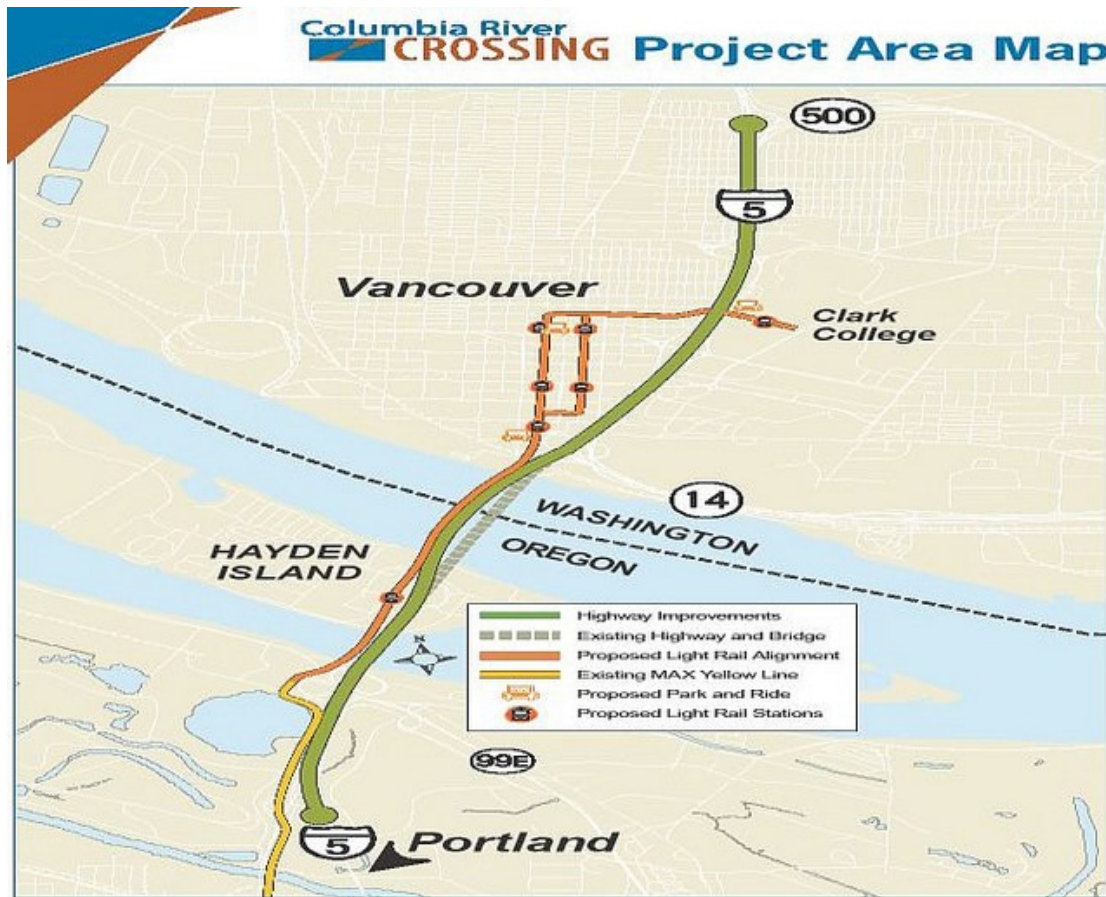 Columbia River
CROSSING Project Area Map
500
5
Vancouver
Clark
College
14
WASHINGTON
OREGON
HAYDEN
ISLAND
N
Highway Improvements
Existing Highway and Bridge
Proposed Light Rail Alignment
Existing MAX Yellow Line
Proposed Park and Ride
Proposed Light Rail Stations
99E
5
Portland